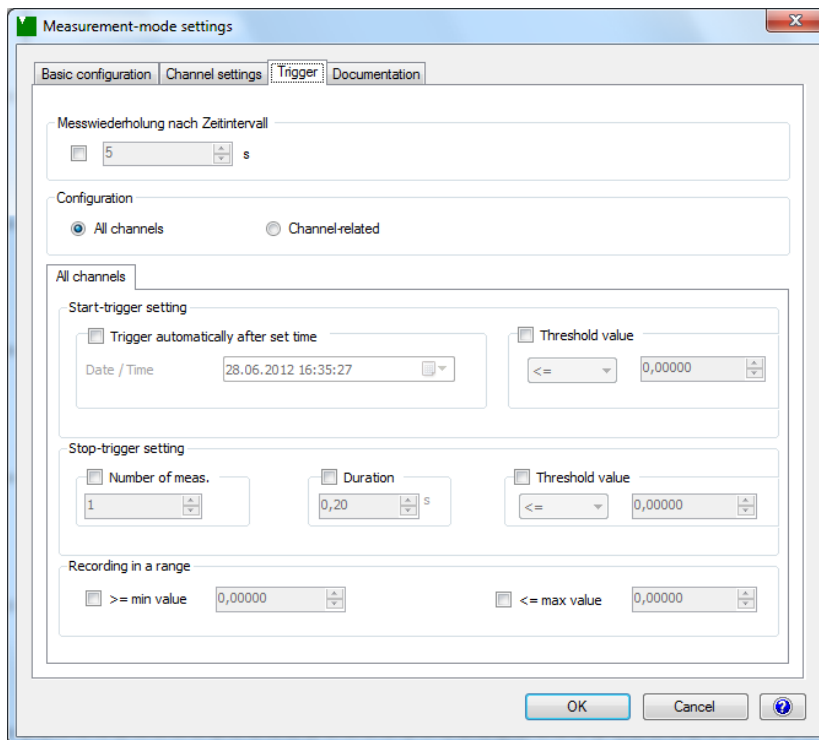 Measurement-mode settings
Basic configuration Channel settings Trigger Documentation
Messwiederholung nach Zeitintervall
5 s
Configuration
All channels Channel-related
All channels
Start-trigger setting
Trigger automatically after set time Threshold value
Date / Time 28.06.2012 16:35:27 <= 0,00000
Stop-trigger setting
Number of meas. Duration Threshold value
1 0,20 s <= 0,00000
Recording in a range
>= min value 0,00000 <= max value 0,00000
OK Cancel ?